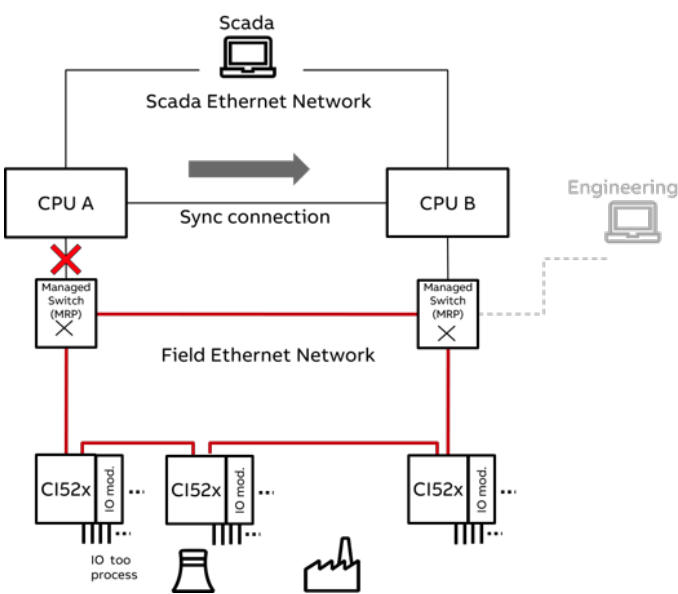 Scada
Scada Ethernet Network
CPU A
CPU B
Engineering
Sync connection
Managed
Switch
(MRP)
Managed
Switch
(MRP)
Field Ethernet Network
CI52x
IO mod.
CI52x
IO mod.
CI52x
IO mod.
IO too
process